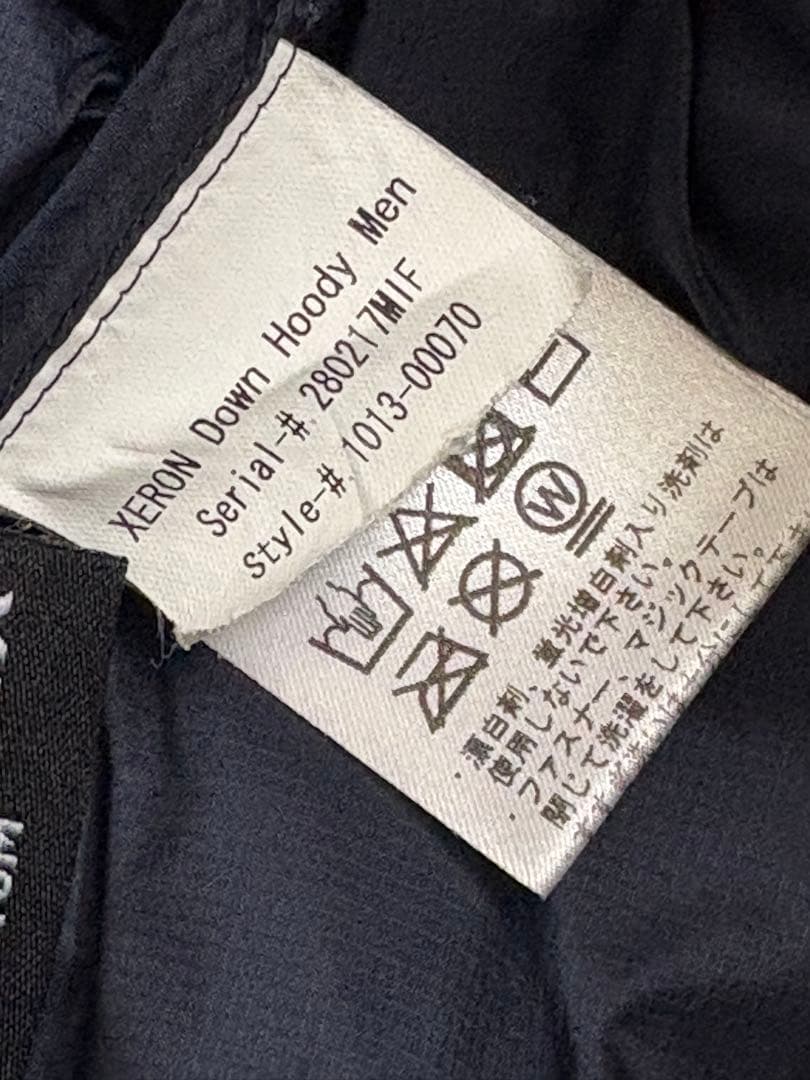 XERON Down Hoody Men
Serial-#. 280217MIF
Style-#. 1013-00070
W
・漂白剤、蛍光増白剤入り洗剤は
使用しないで下さい。
・ファスナー、マジックテープは
閉じて洗濯をして下さい。